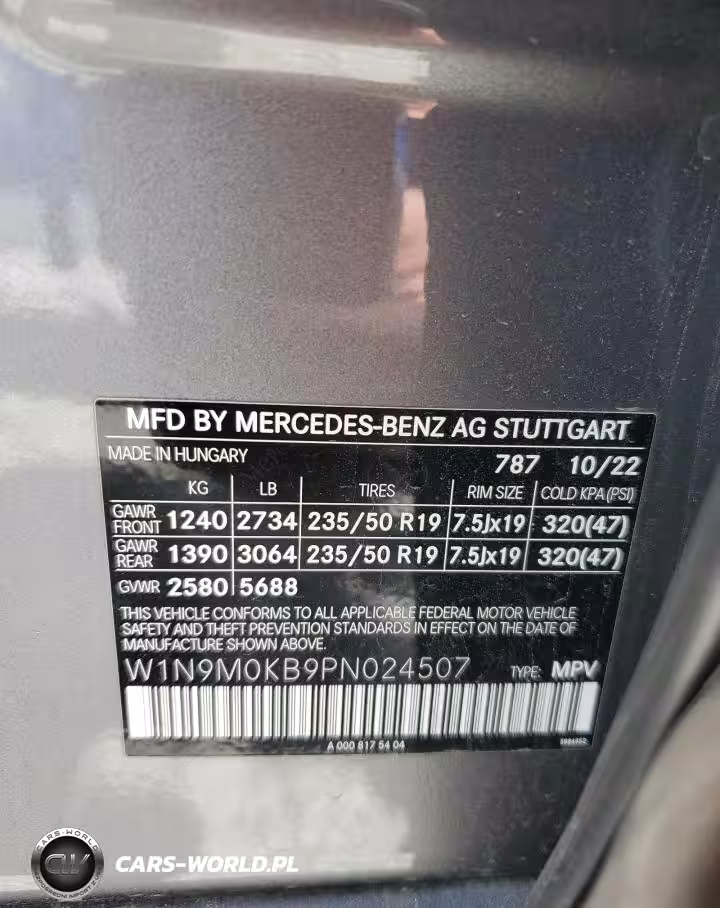 MFD BY MERCEDES-BENZ AG STUTTGART
MADE IN HUNGARY 787 10/22
KG LB TIRES RIM SIZE COLD KPA (PSI)
GAWR FRONT 1240 2734 235/50 R19 7.5Jx19 320(47)
GAWR REAR 1390 3064 235/50 R19 7.5Jx19 320(47)
GVWR 2580 5688
THIS VEHICLE CONFORMS TO ALL APPLICABLE FEDERAL MOTOR VEHICLE
SAFETY AND THEFT PREVENTION STANDARDS IN EFFECT ON THE DATE OF
MANUFACTURE SHOWN ABOVE.
W1N9M0KB9PN024507 TYPE: MPV
A 000 817 54 04
CARS-WORLD
CW
CARS-WORLD.PL